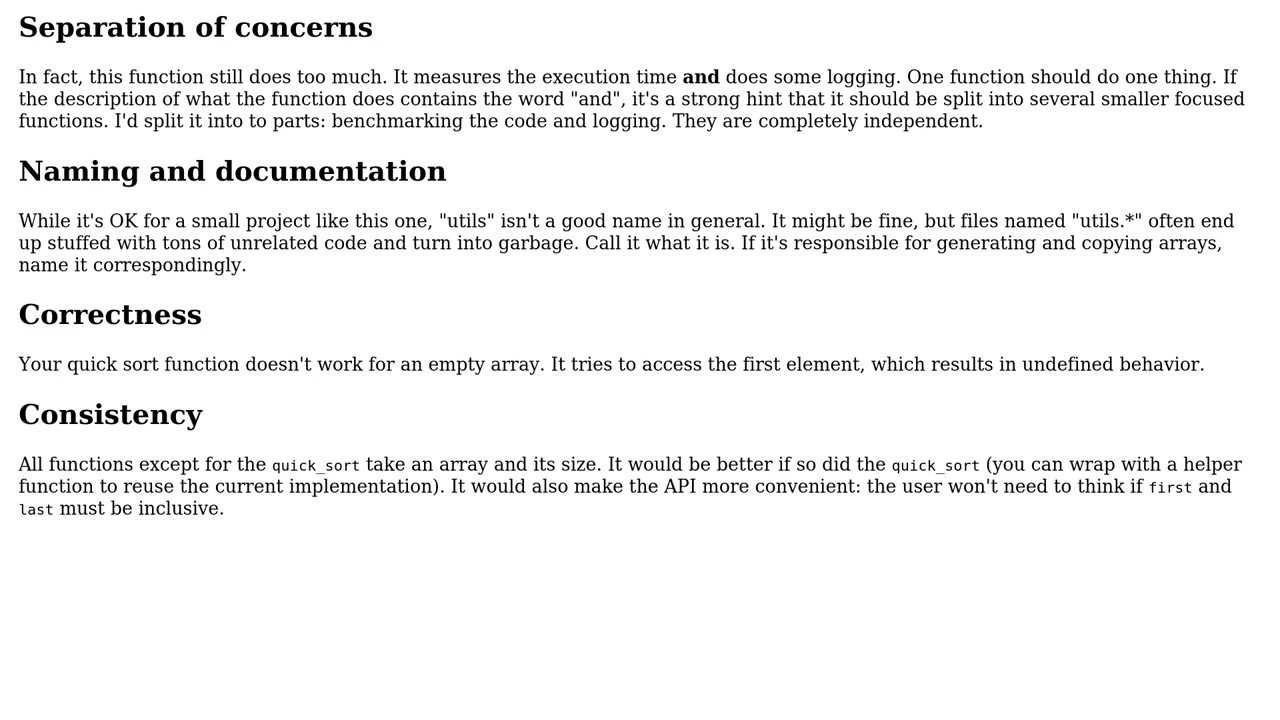 Separation of concerns
In fact, this function still does too much. It measures the execution time and does some logging. One function should do one thing. If
the description of what the function does contains the word "and", it's a strong hint that it should be split into several smaller focused
functions. I'd split it into to parts: benchmarking the code and logging. They are completely independent.
Naming and documentation
While it's OK for a small project like this one, "utils" isn't a good name in general. It might be fine, but files named "utils.*" often end
up stuffed with tons of unrelated code and turn into garbage. Call it what it is. If it's responsible for generating and copying arrays,
name it correspondingly.
Correctness
Your quick sort function doesn't work for an empty array. It tries to access the first element, which results in undefined behavior.
Consistency
All functions except for the quick_sort take an array and its size. It would be better if so did the quick_sort (you can wrap with a helper
function to reuse the current implementation). It would also make the API more convenient: the user won't need to think if first and
last must be inclusive.